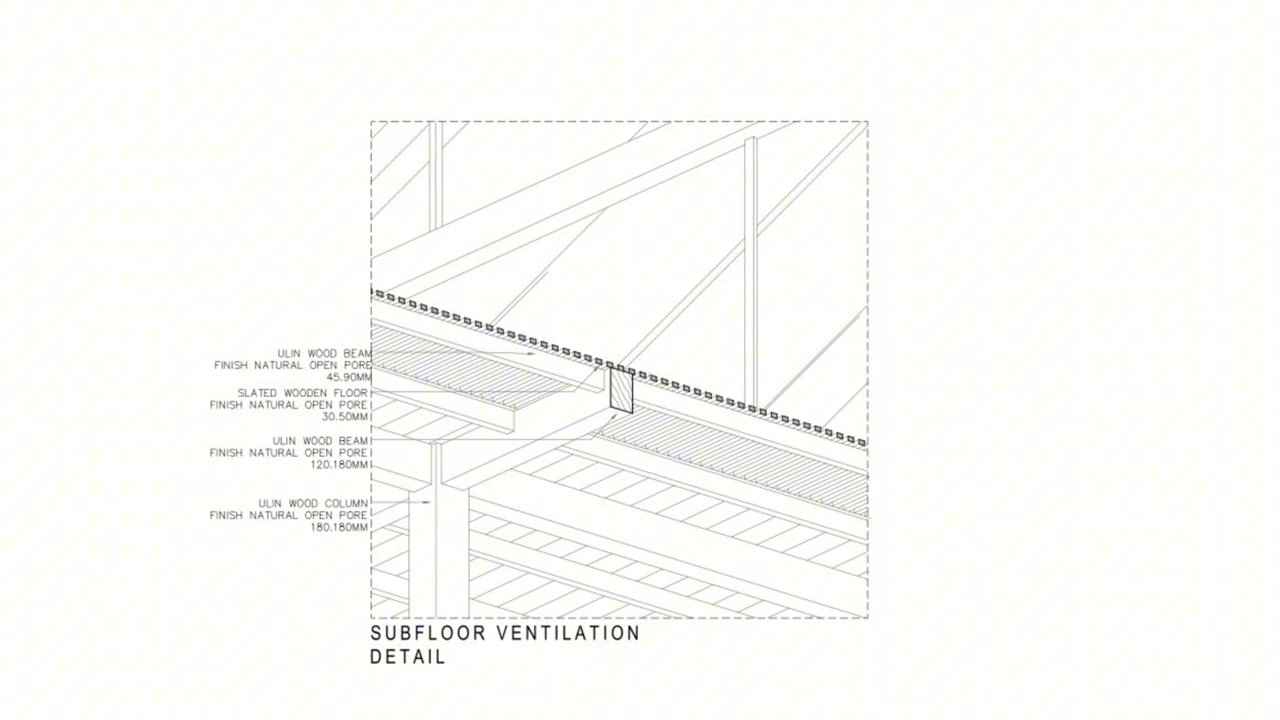 ULIN WOOD BEAM
FINISH NATURAL OPEN PORE
45.90MM
SLATED WOODEN FLOOR
FINISH NATURAL OPEN PORE
30.50MM
ULIN WOOD BEAM
FINISH NATURAL OPEN PORE
120.180MM
ULIN WOOD COLUMN
FINISH NATURAL OPEN PORE
180.180MM
SUBFLOOR VENTILATION
DETAIL